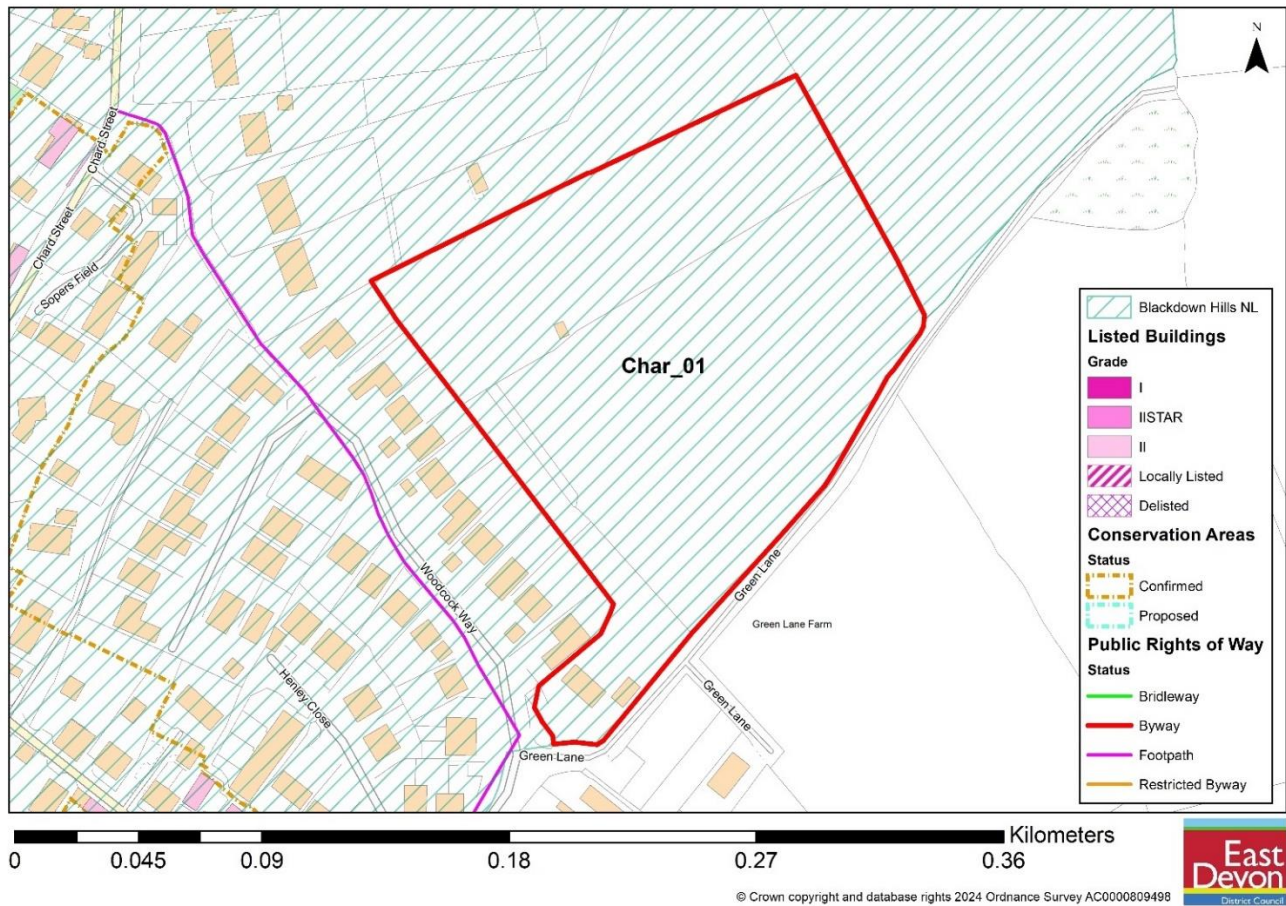 N
Chard Street
Chard Street
Sopers Field
Char_01
Woodcock Way
Henley Close
Green Lane
Green Lane Farm
Green Lane
Green Lane
Blackdown Hills NL
Listed Buildings
Grade
I
IISTAR
II
Locally Listed
Delisted
Conservation Areas
Status
Confirmed
Proposed
Public Rights of Way
Status
Bridleway
Byway
Footpath
Restricted Byway
Kilometers
0 0.045 0.09 0.18 0.27 0.36
© Crown copyright and database rights 2024 Ordnance Survey AC0000809498
East
Devon
District Council